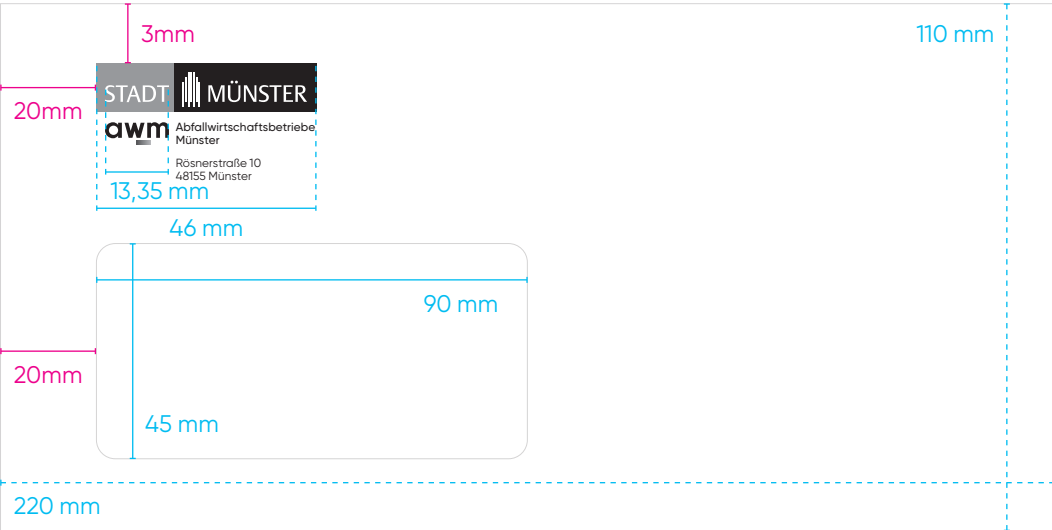 3mm
110 mm
20mm
STADT MÜNSTER
awm
Abfallwirtschaftsbetriebe
Münster
Rösnerstraße 10
48155 Münster
13,35 mm
46 mm
90 mm
20mm
45 mm
220 mm